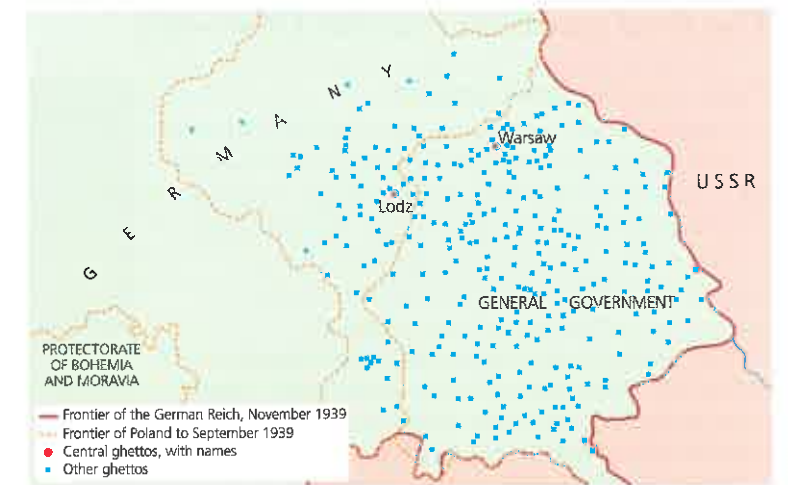 GERMANY
Warsaw
USSR
Lodz
GENERAL GOVERNMENT
PROTECTORATE
OF BOHEMIA
AND MORAVIA
Frontier of the German Reich, November 1939
Frontier of Poland to September 1939
Central ghettos, with names
Other ghettos